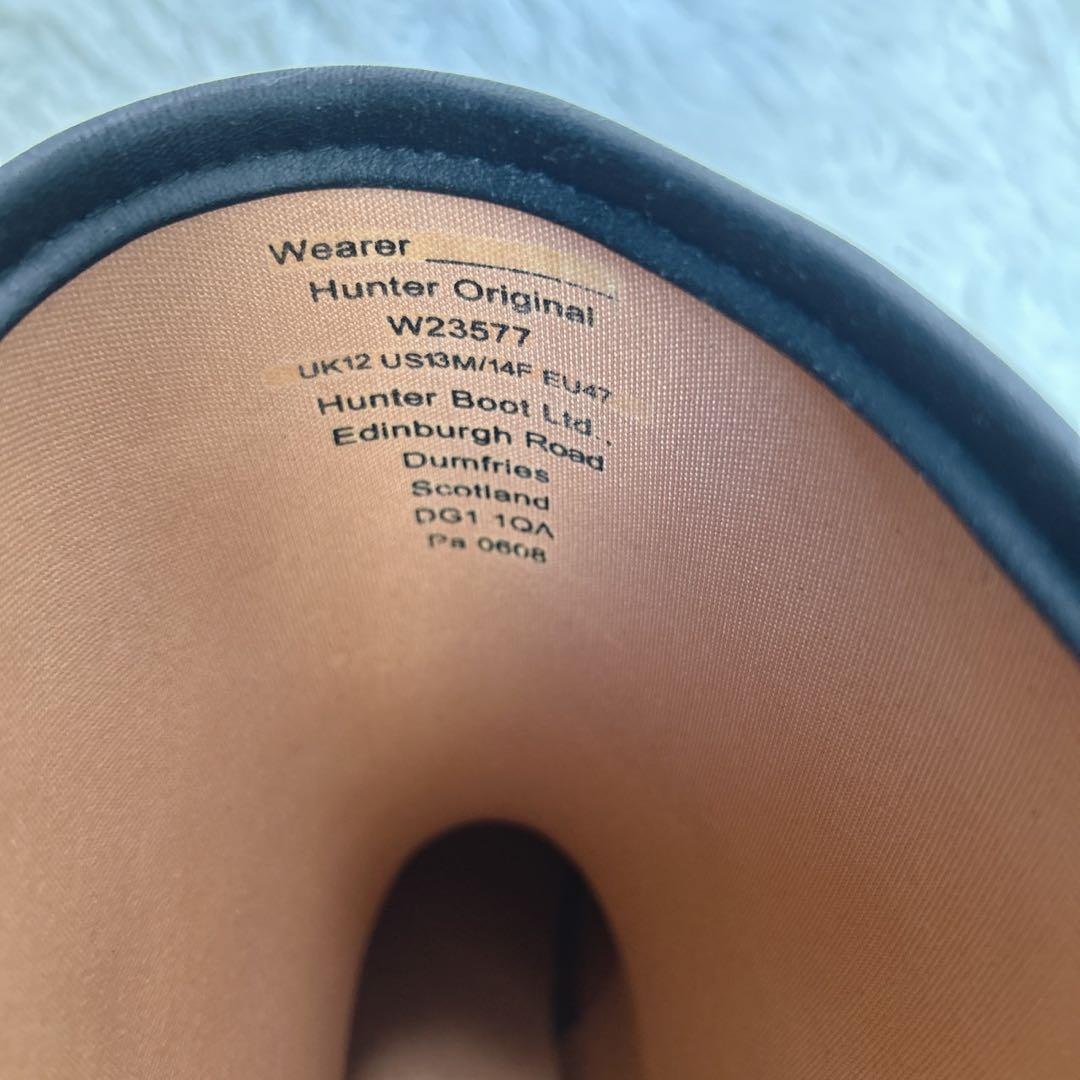 Wearer __________
Hunter Original
W23577
UK12 US13M/14F EU47
Hunter Boot Ltd.,
Edinburgh Road
Dumfries
Scotland
DG1 1QA
Pa 0608